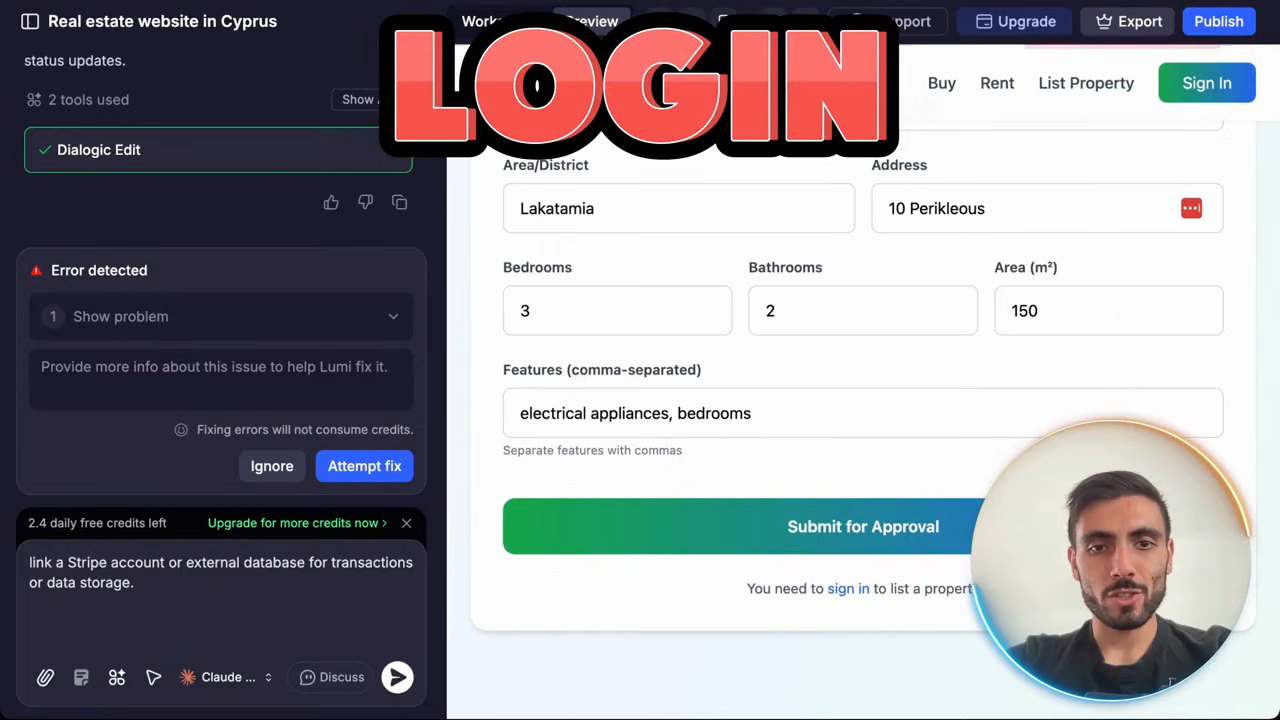 Real estate website in Cyprus
Preview
Upgrade
Export
Publish
LOGIN
status updates.
2 tools used
Show
Dialogic Edit
Error detected
1 Show problem
Provide more info about this issue to help Lumi fix it.
Fixing errors will not consume credits.
Ignore
Attempt fix
2.4 daily free credits left
Upgrade for more credits now ›
link a Stripe account or external database for transactions
or data storage.
Claude ...
Discuss
Buy
Rent
List Property
Sign In
Area/District
Address
Lakatamia
10 Perikleous
Bedrooms
Bathrooms
Area (m²)
3
2
150
Features (comma-separated)
electrical appliances, bedrooms
Separate features with commas
Submit for Approval
You need to sign in to list a propert